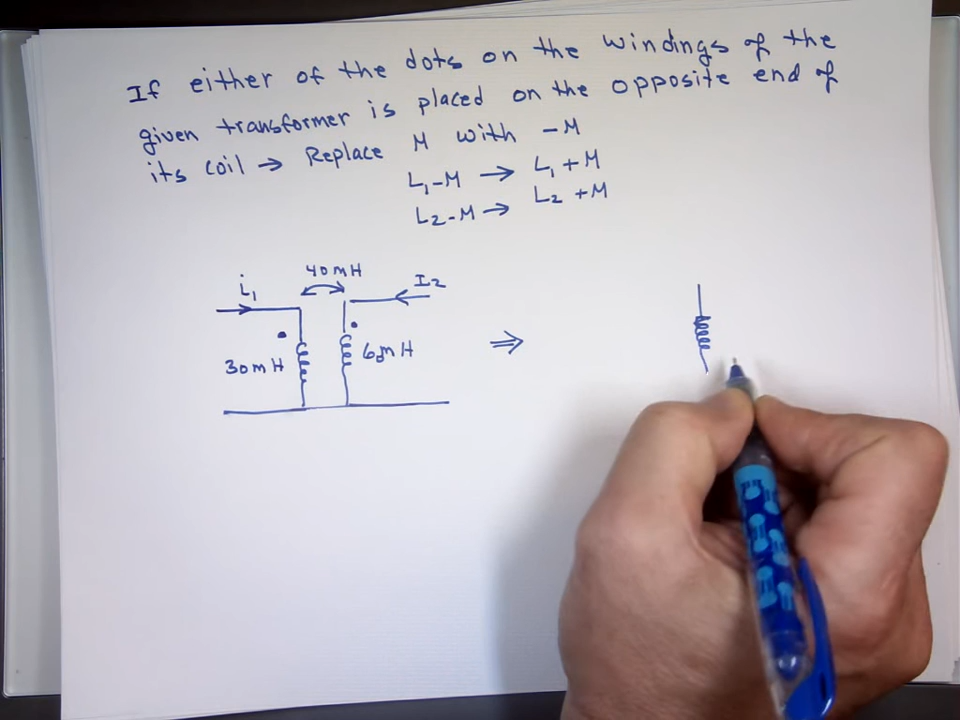 If either of the dots on the windings of the
given transformer is placed on the opposite end of
its coil → Replace M with -M
L₁-M → L₁+M
L₂-M → L₂+M
40mH
i₁
I₂
30mH
60mH
⇒